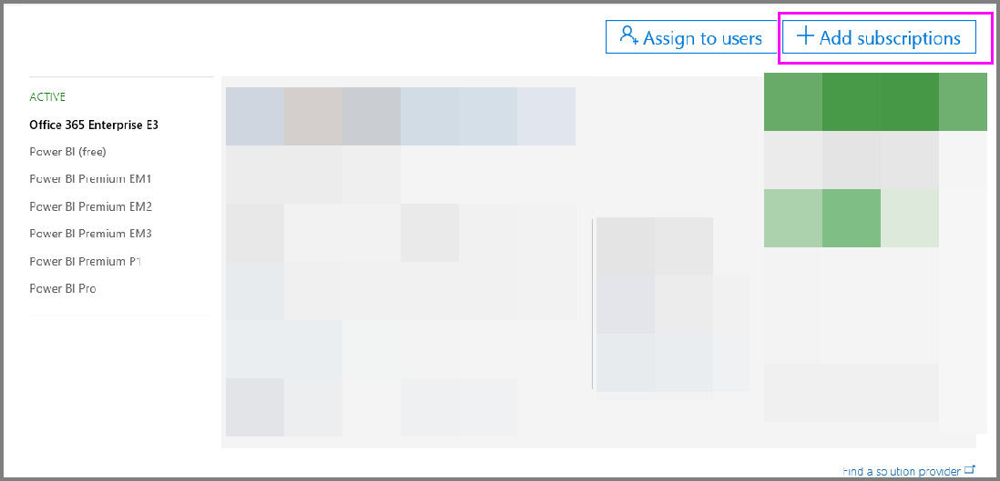 Assign to users
Add subscriptions
ACTIVE
Office 365 Enterprise E3
Power BI (free)
Power BI Premium EM1
Power BI Premium EM2
Power BI Premium EM3
Power BI Premium P1
Power BI Pro
Find a solution provider